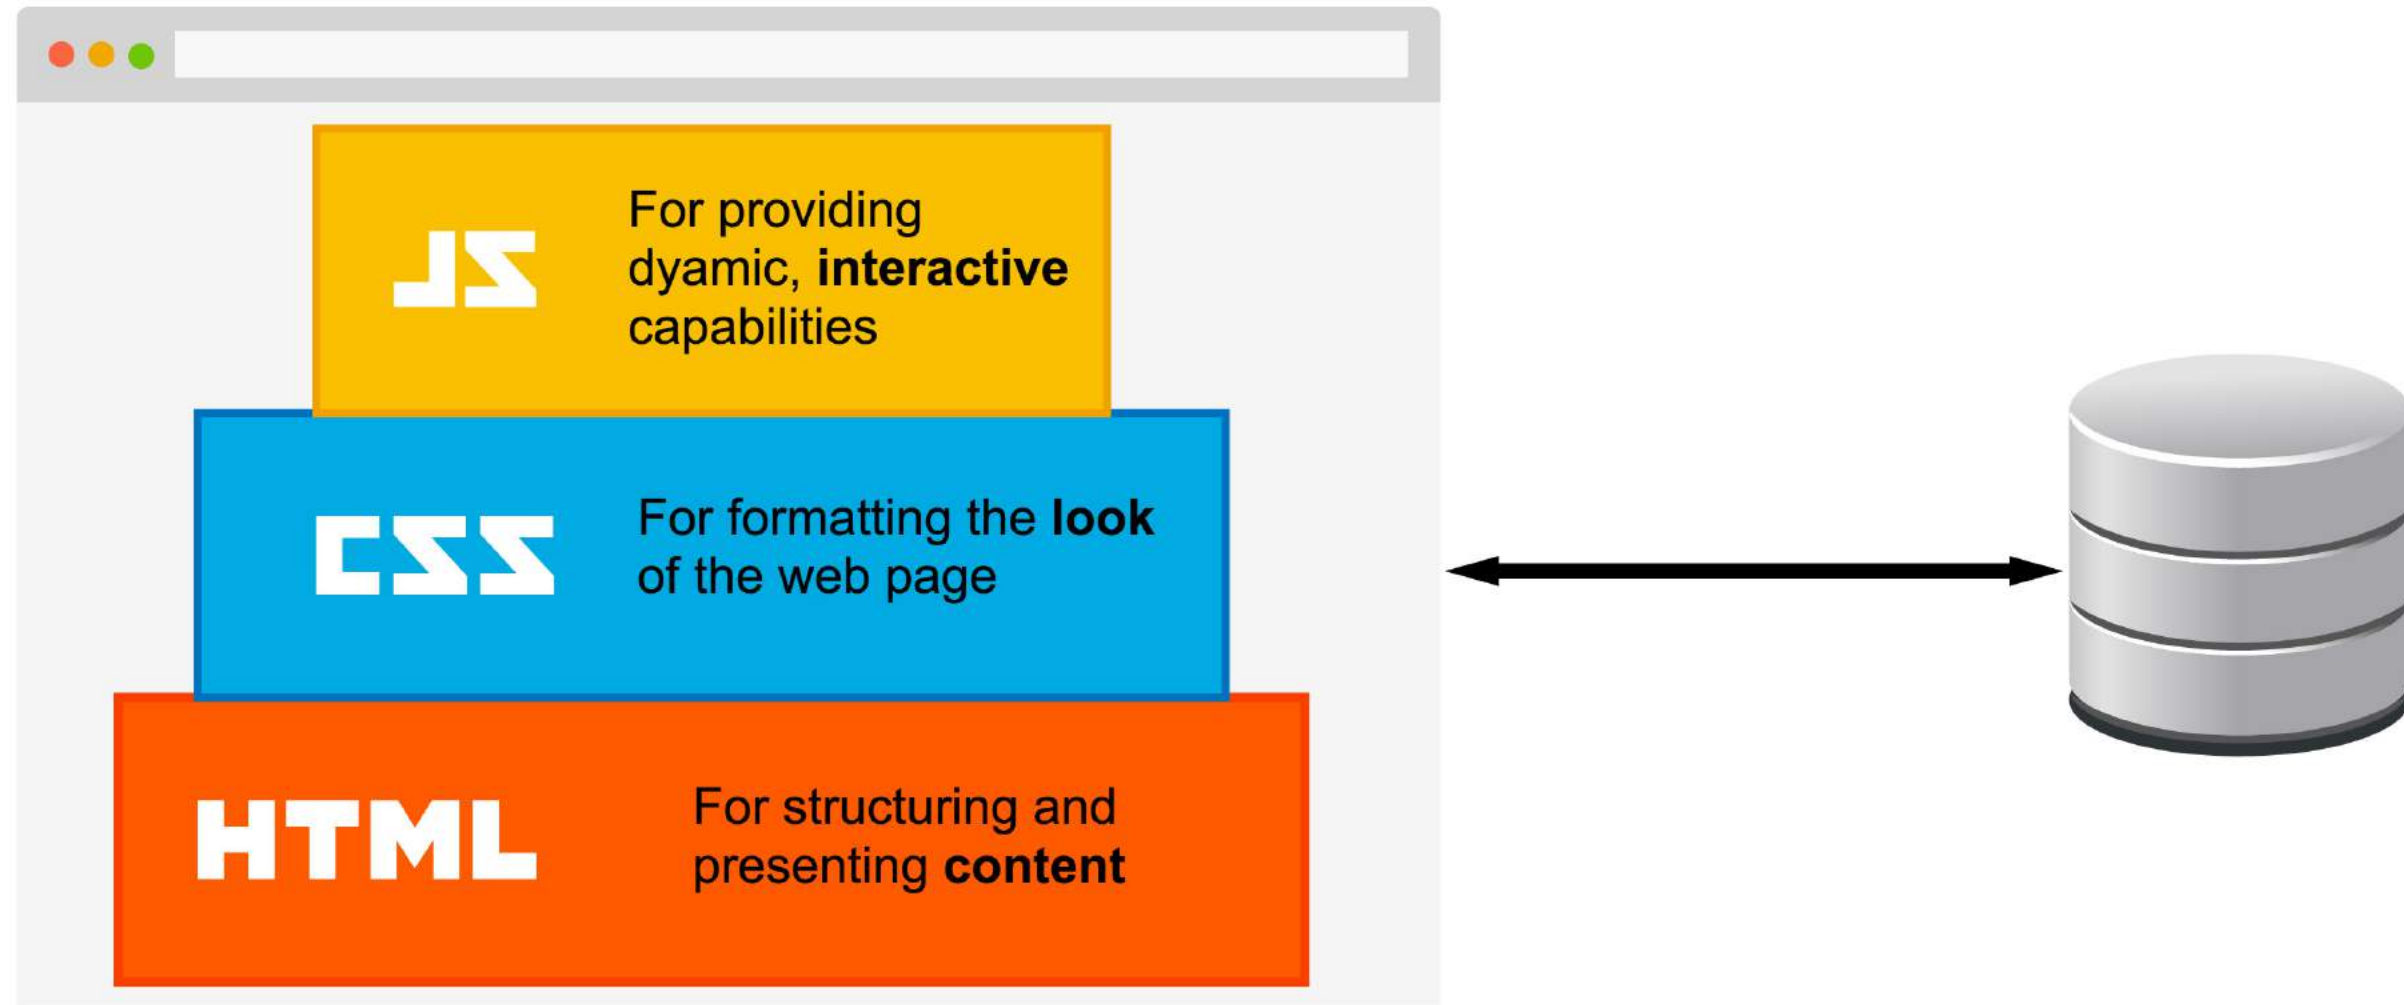 JS
For providing
dyamic, interactive
capabilities
CSS
For formatting the look
of the web page
HTML
For structuring and
presenting content